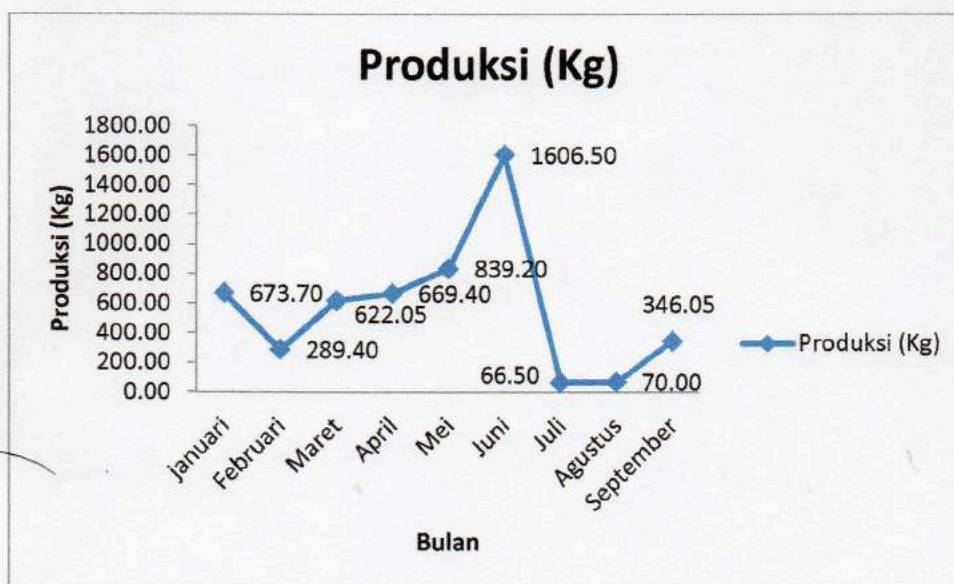 Produksi (Kg)
Produksi (Kg)
1800.00
1600.00
1400.00
1200.00
1000.00
800.00
600.00
400.00
200.00
0.00
673.70
289.40
622.05
669.40
839.20
1606.50
66.50
70.00
346.05
Produksi (Kg)
januari
Februari
Maret
April
Mei
Juni
Juli
Agustus
September
Bulan